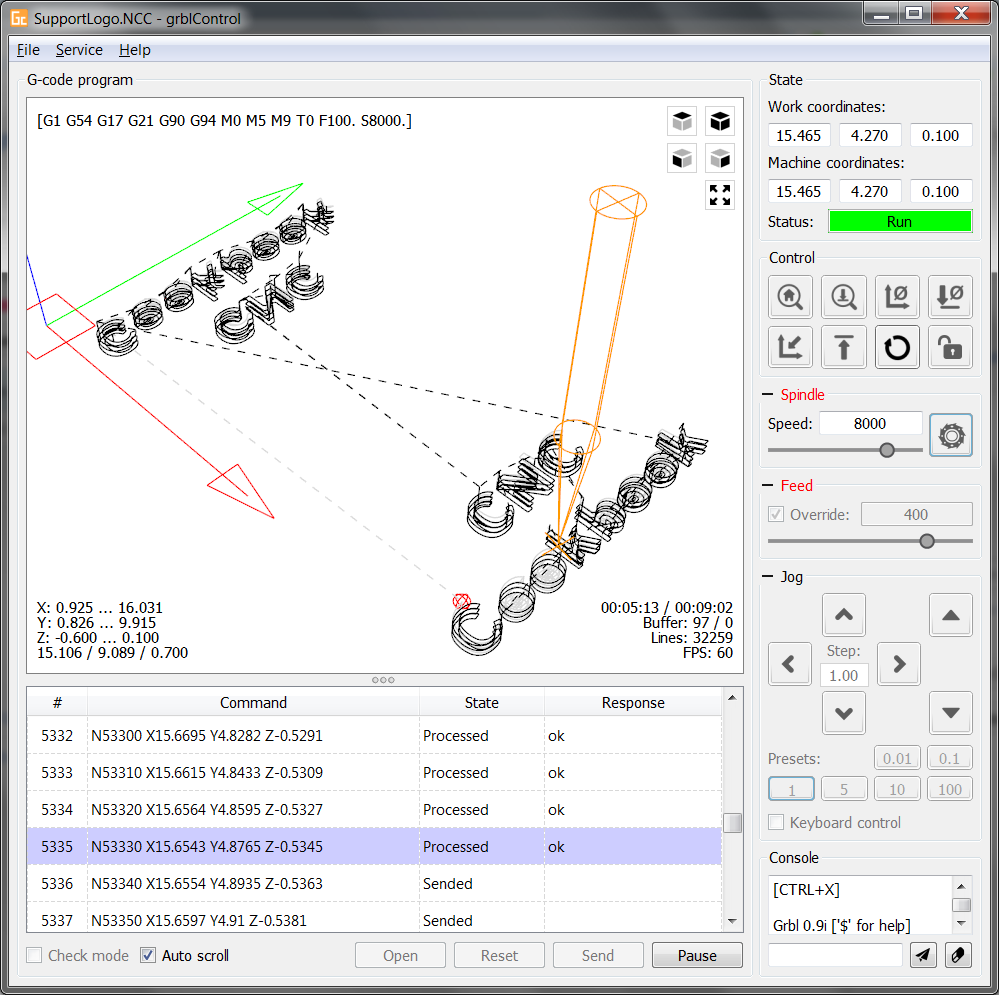 SupportLogo.NCC - grblControl
File Service Help
G-code program
[G1 G54 G17 G21 G90 G94 M0 M5 M9 T0 F100. S8000.]
X: 0.925 ... 16.031
Y: 0.826 ... 9.915
Z: -0.600 ... 0.100
15.106 / 9.089 / 0.700
00:05:13 / 00:09:02
Buffer: 97 / 0
Lines: 32259
FPS: 60
# Command State Response
5332 N53300 X15.6695 Y4.8282 Z-0.5291 Processed ok
5333 N53310 X15.6615 Y4.8433 Z-0.5309 Processed ok
5334 N53320 X15.6564 Y4.8595 Z-0.5327 Processed ok
5335 N53330 X15.6543 Y4.8765 Z-0.5345 Processed ok
5336 N53340 X15.6554 Y4.8935 Z-0.5363 Sended
5337 N53350 X15.6597 Y4.91 Z-0.5381 Sended
Check mode Auto scroll Open Reset Send Pause
State
Work coordinates:
15.465 4.270 0.100
Machine coordinates:
15.465 4.270 0.100
Status: Run
Control
Spindle
Speed: 8000
Feed
Override: 400
Jog
Step:
1.00
Presets: 0.01 0.1
1 5 10 100
Keyboard control
Console
[CTRL+X]
Grbl 0.9i ['$' for help]